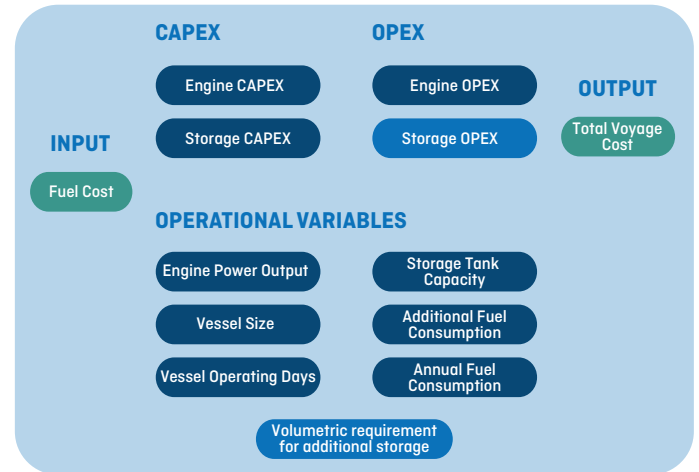 CAPEX
Engine CAPEX
Storage CAPEX
OPEX
Engine OPEX
Storage OPEX
OUTPUT
Total Voyage
Cost
INPUT
Fuel Cost
OPERATIONAL VARIABLES
Engine Power Output
Vessel Size
Vessel Operating Days
Storage Tank
Capacity
Additional Fuel
Consumption
Annual Fuel
Consumption
Volumetric requirement
for additional storage